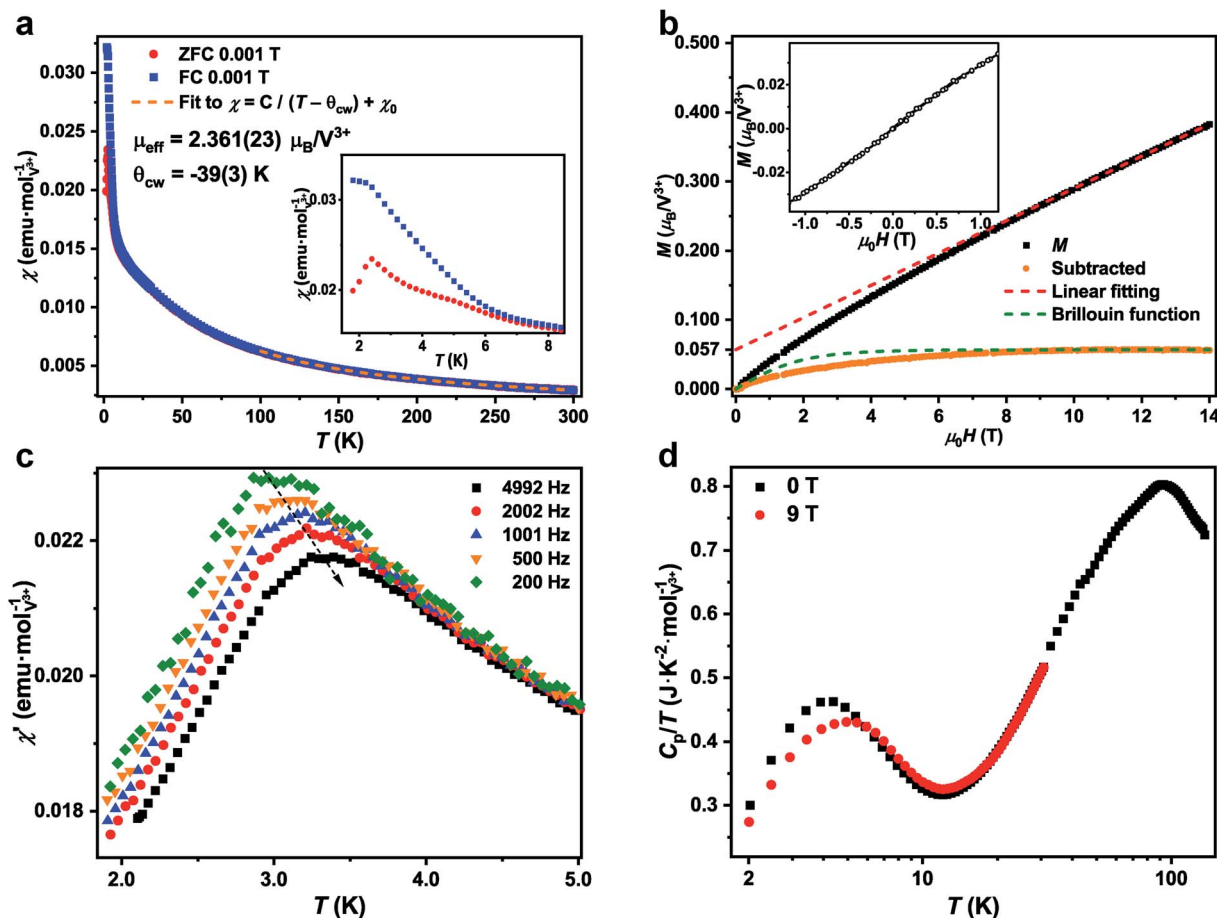 a
ZFC 0.001 T
FC 0.001 T
Fit to χ = C / (T − θcw) + χ0
μeff = 2.361(23) μB/V3+
θcw = -39(3) K
χ (emu·mol-1V3+)
0.030
0.025
0.020
0.015
0.010
0.005
0 25 50 75 100 125 150 175 200 225 250 275 300
T (K)
χ (emu·mol-1V3+)
0.03
0.02
2 4 6 8
T (K)
b
M (μB/V3+)
0.500
0.400
0.200
0.100
0.057
0.000
0 2 4 6 8 10 12 14
μ0H (T)
M (μB/V3+)
0.02
0.00
-0.02
-1.0 -0.5 0.0 0.5 1.0
μ0H (T)
M
Subtracted
Linear fitting
Brillouin function
c
χ' (emu·mol-1V3+)
0.022
0.020
0.018
2.0 3.0 4.0 5.0
T (K)
4992 Hz
2002 Hz
1001 Hz
500 Hz
200 Hz
d
0 T
9 T
Cp/T (J·K-2·mol-1V3+)
0.8
0.7
0.6
0.5
0.4
0.3
2 10 100
T (K)